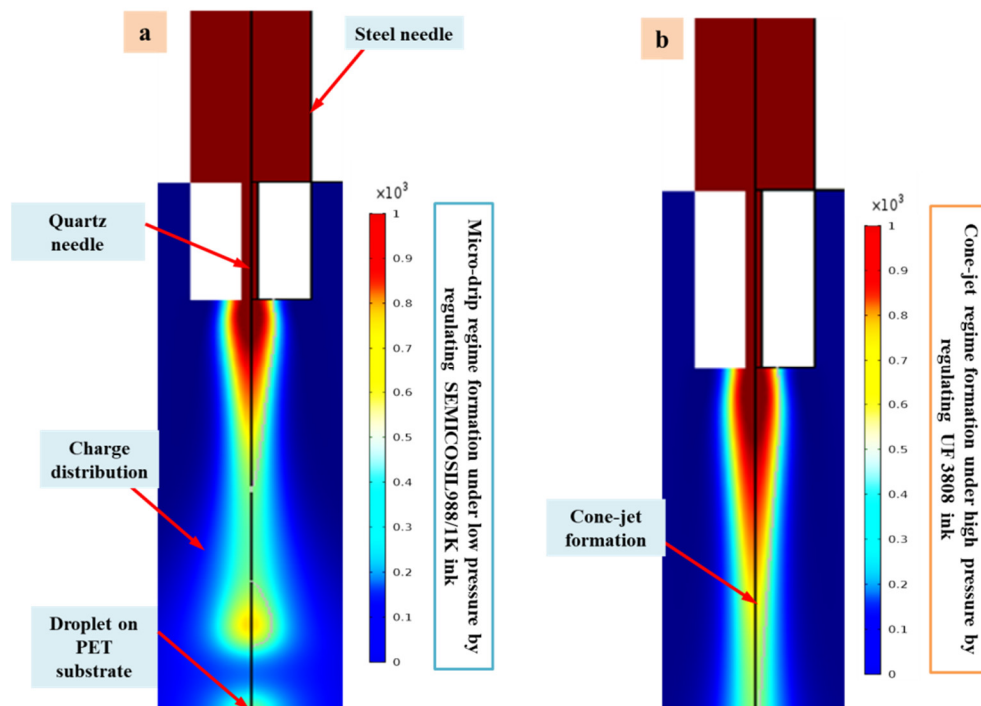 a
Steel needle
Quartz
needle
Charge
distribution
Droplet on
PET
substrate
×10³
1
0.9
0.8
0.7
0.6
0.5
0.4
0.3
0.2
0.1
0
Micro-drip regime formation under low pressure by
regulating SEMICOSIL988/1K ink
b
Cone-jet
formation
×10³
1
0.9
0.8
0.7
0.6
0.5
0.4
0.3
0.2
0.1
0
Cone-jet regime formation under high pressure by
regulating UF 3808 ink